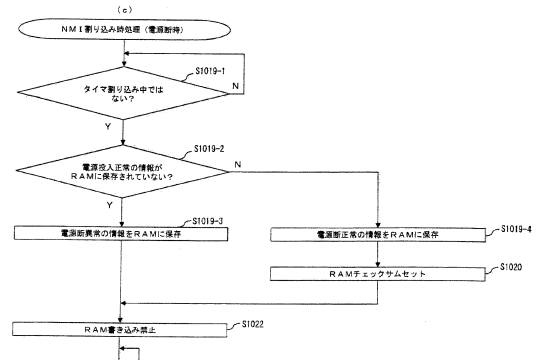 (c)
NMI割り込み時処理(電源断時)
S1019-1
タイマ割り込み中では
ない?
N
Y
S1019-2
電源投入正常の情報が
RAMに保存されていない?
N
Y
S1019-3
電源断異常の情報をRAMに保存
S1019-4
電源断正常の情報をRAMに保存
S1020
RAMチェックサムセット
S1022
RAM書き込み禁止